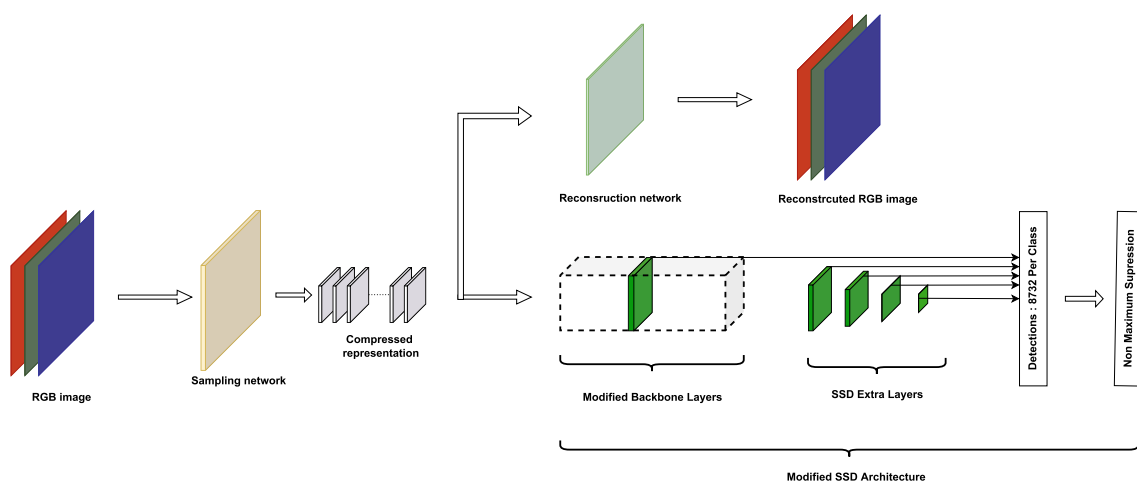 Reconsruction network
Reconstrcuted RGB image
RGB image
Sampling network
Compressed
representation
Modified Backbone Layers
SSD Extra Layers
Detections : 8732 Per Class
Non Maximum Supression
Modified SSD Architecture